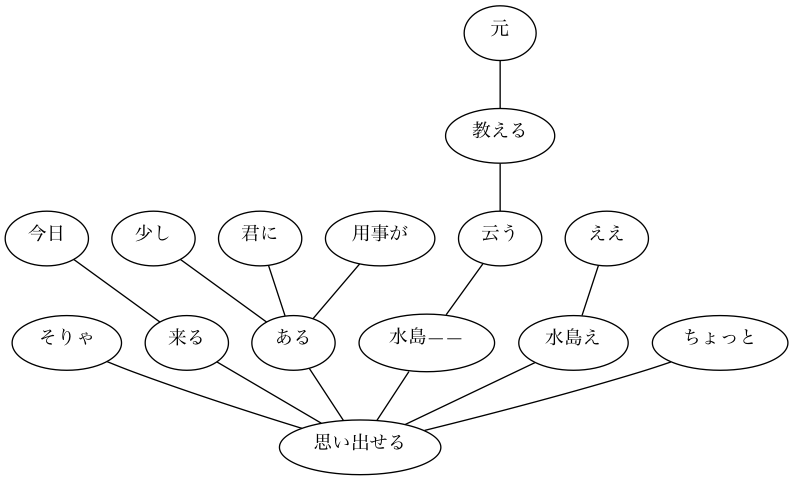 元
教える
今日
少し
君に
用事が
云う
ええ
そりゃ
来る
ある
水島――
水島え
ちょっと
思い出せる